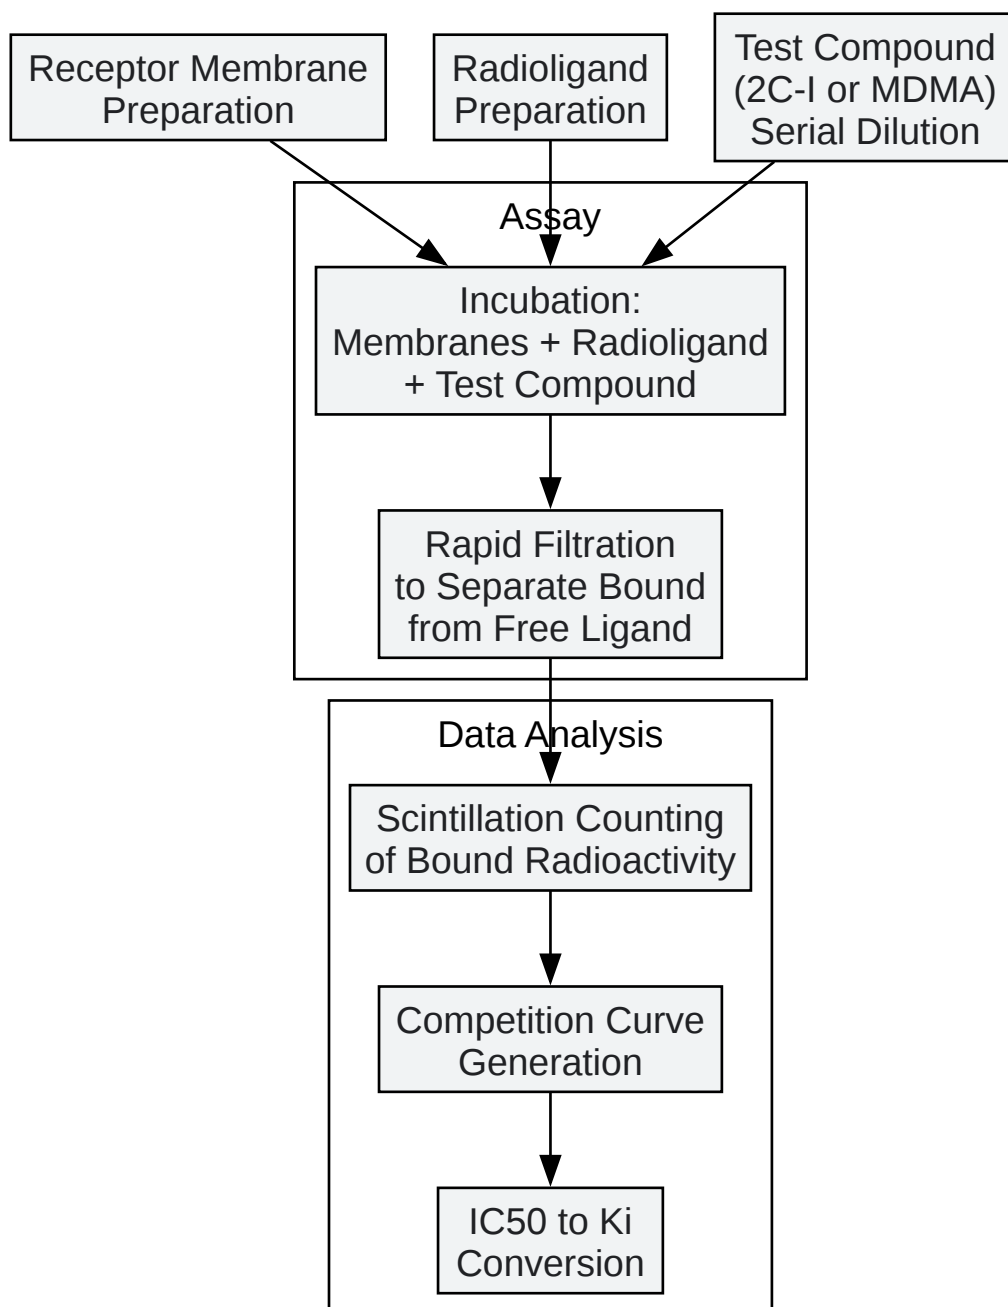 Receptor Membrane
Preparation
Radioligand
Preparation
Test Compound
(2C-I or MDMA)
Serial Dilution
Assay
Incubation:
Membranes + Radioligand
+ Test Compound
Rapid Filtration
to Separate Bound
from Free Ligand
Data Analysis
Scintillation Counting
of Bound Radioactivity
Competition Curve
Generation
IC50 to Ki
Conversion